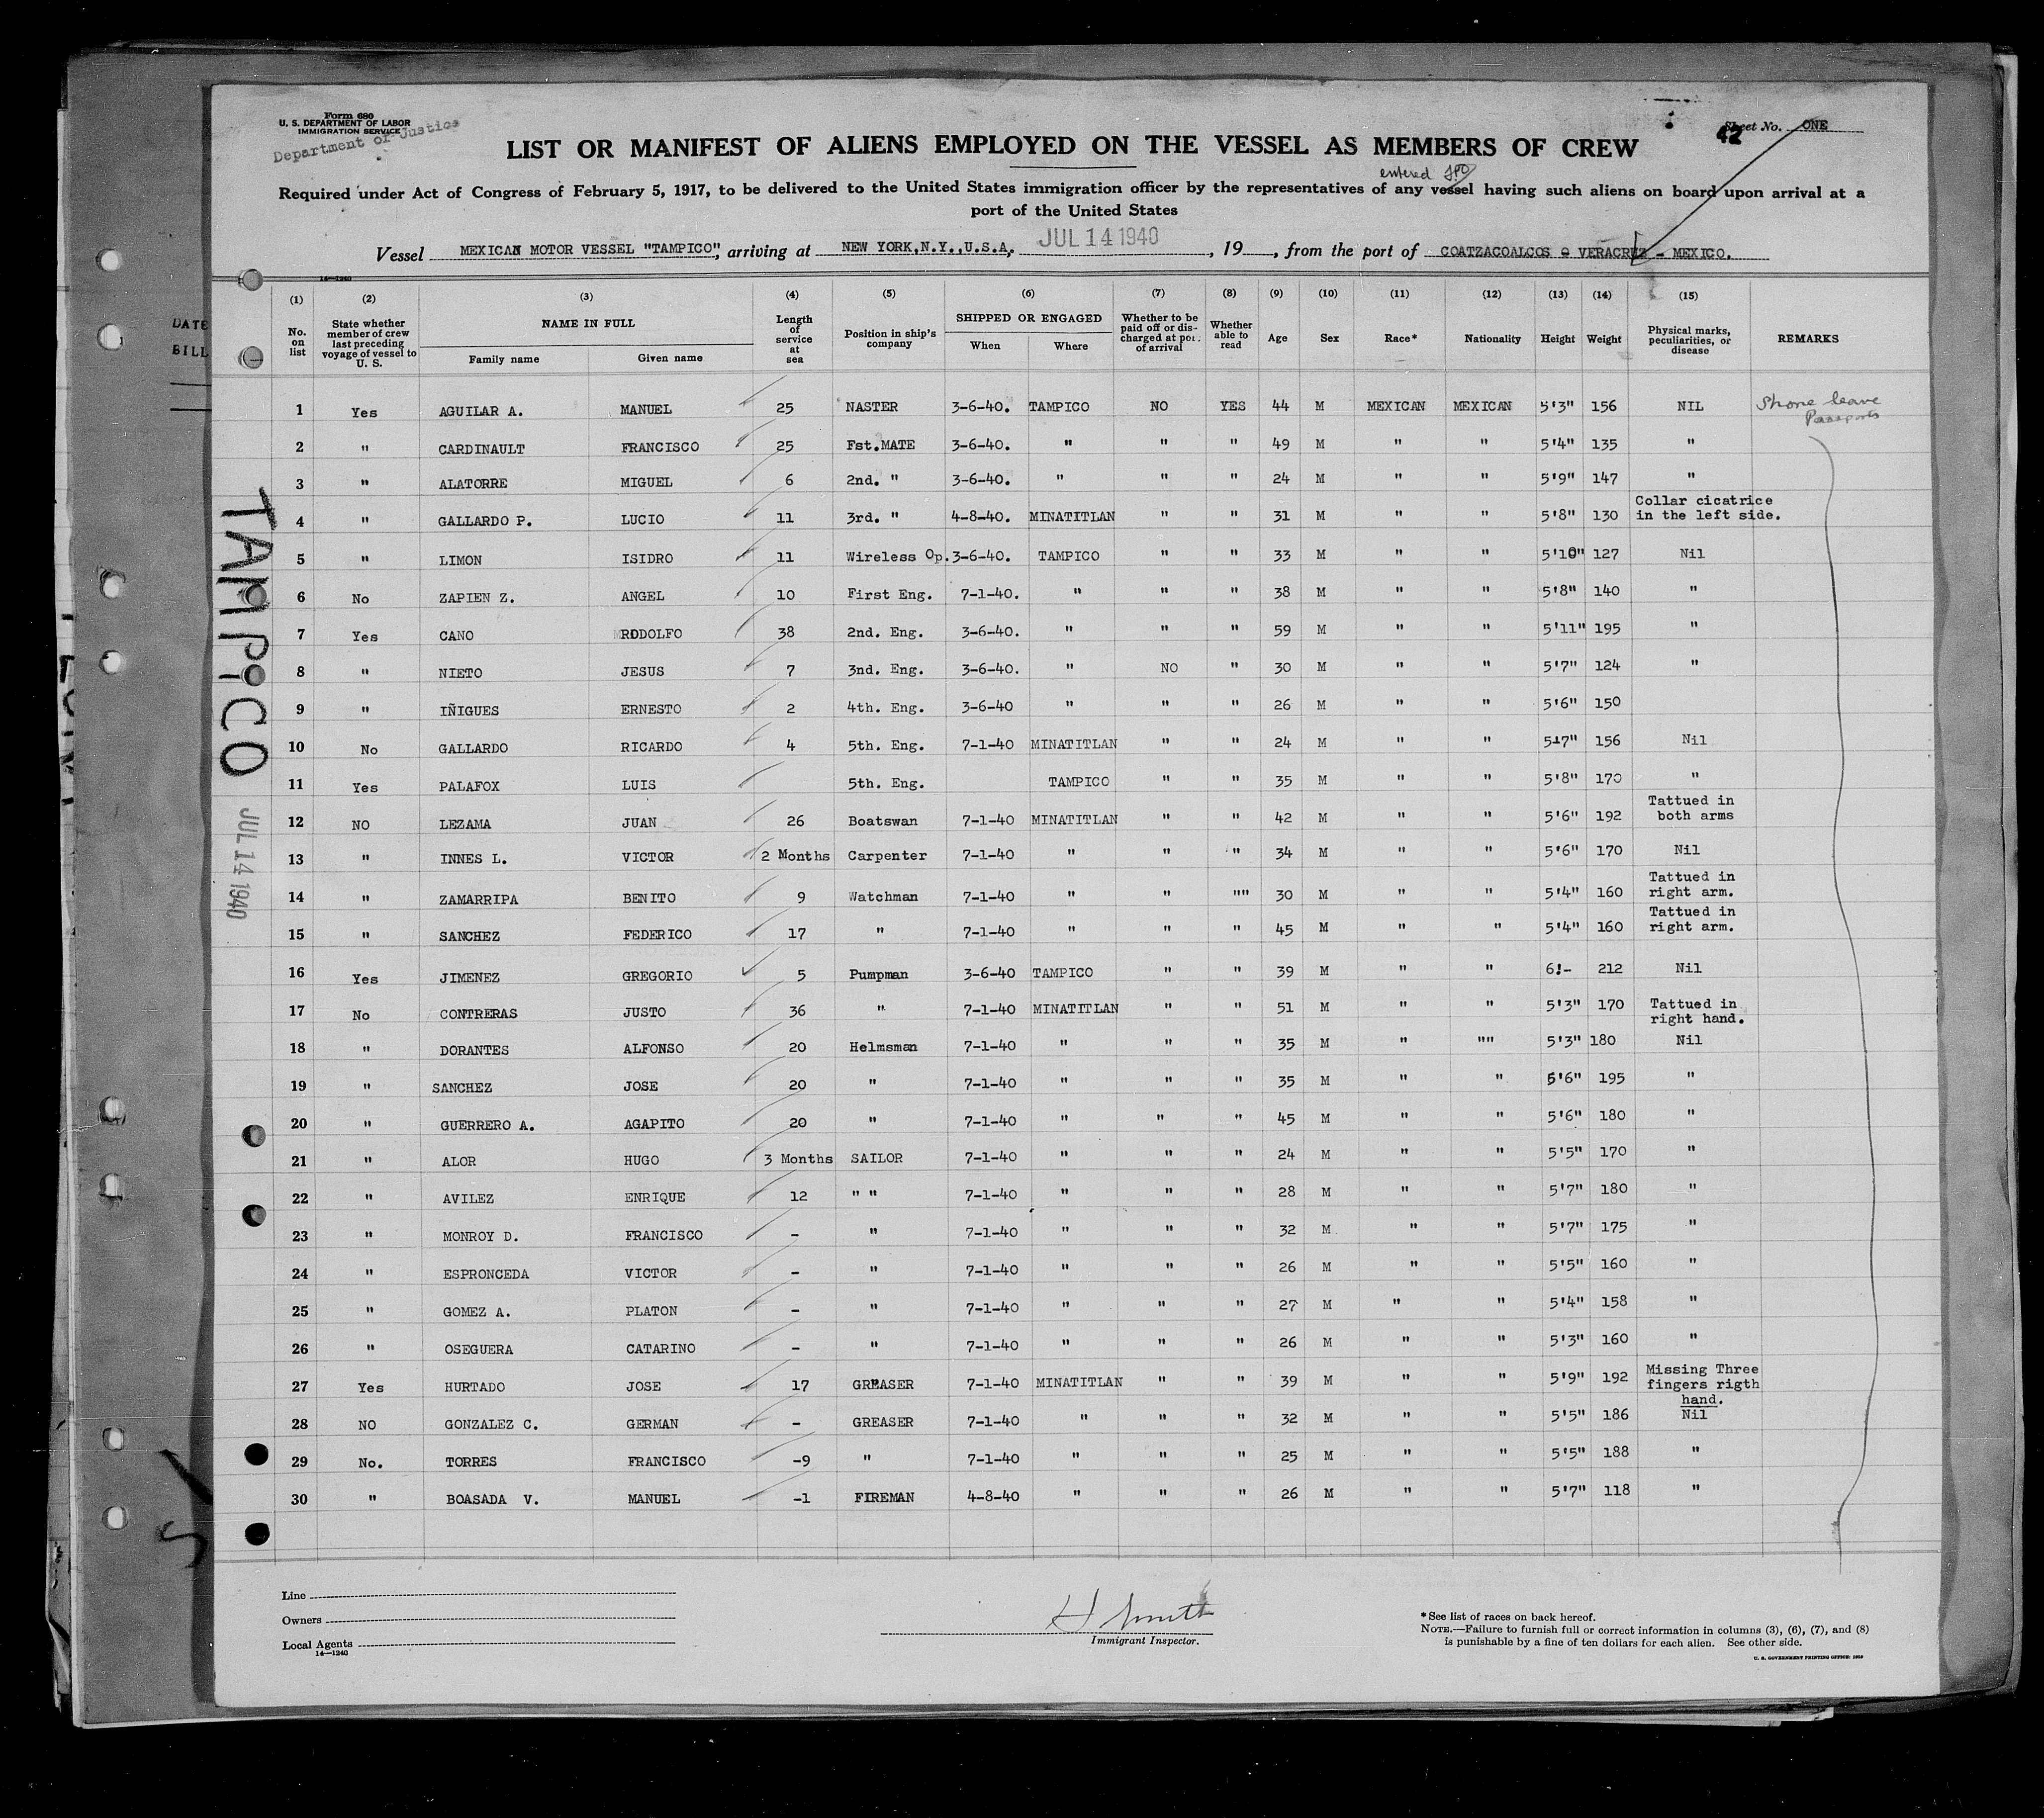 Form 680
U. S. DEPARTMENT OF LABOR
IMMIGRATION SERVICE
Department of Justice
Sheet No. ONE
42
LIST OR MANIFEST OF ALIENS EMPLOYED ON THE VESSEL AS MEMBERS OF CREW
entered
Required under Act of Congress of February 5, 1917, to be delivered to the United States immigration officer by the representatives of any vessel having such aliens on board upon arrival at a
port of the United States
Vessel MEXICAN MOTOR VESSEL "TAMPICO", arriving at NEW YORK,N.Y.,U.S.A, JUL 14 1940, 19, from the port of COATZACOALCOS VERACRUZ - MEXICO.
14-1240
(1) (2) (3) (4) (5) (6) (7) (8) (9) (10) (11) (12) (13) (14) (15)
No. on list | State whether member of crew last preceding voyage of vessel to U. S. | NAME IN FULL Family name Given name | Length of service at sea | Position in ship's company | SHIPPED OR ENGAGED When Where | Whether to be paid off or discharged at port of arrival | Whether able to read | Age | Sex | Race* | Nationality | Height | Weight | Physical marks, peculiarities, or disease | REMARKS
1 Yes AGUILAR A. MANUEL 25 NASTER 3-6-40. TAMPICO NO YES 44 M MEXICAN MEXICAN 5'3" 156 NIL Shore leave Passports
2 " CARDINAULT FRANCISCO 25 Fst.MATE 3-6-40. " " " 49 M " " 5'4" 135 "
3 " ALATORRE MIGUEL 6 2nd. " 3-6-40. " " " 24 M " " 5'9" 147 "
4 " GALLARDO P. LUCIO 11 3rd. " 4-8-40. MINATITLAN " " 31 M " " 5'8" 130 Collar cicatrice in the left side.
5 " LIMON ISIDRO 11 Wireless Op. 3-6-40. TAMPICO " " 33 M " " 5'10" 127 Nil
6 No ZAPIEN Z. ANGEL 10 First Eng. 7-1-40. " " " 38 M " " 5'8" 140 "
7 Yes CANO RODOLFO 38 2nd. Eng. 3-6-40. " " " 59 M " " 5'11" 195 "
8 " NIETO JESUS 7 3nd. Eng. 3-6-40. " NO " 30 M " " 5'7" 124 "
9 " IÑIGUES ERNESTO 2 4th. Eng. 3-6-40 " " " 26 M " " 5'6" 150
10 No GALLARDO RICARDO 4 5th. Eng. 7-1-40 MINATITLAN " " 24 M " " 5-7" 156 Nil
11 Yes PALAFOX LUIS 5th. Eng. TAMPICO " " 35 M " " 5'8" 170 "
12 NO LEZAMA JUAN 26 Boatswan 7-1-40 MINATITLAN " " 42 M " " 5'6" 192 Tattued in both arms
13 " INNES L. VICTOR 2 Months Carpenter 7-1-40 " " " 34 M " " 5'6" 170 Nil
14 " ZAMARRIPA BENITO 9 Watchman 7-1-40 " " "" 30 M " " 5'4" 160 Tattued in right arm.
15 " SANCHEZ FEDERICO 17 " 7-1-40 " " " 45 M " " 5'4" 160 Tattued in right arm.
16 Yes JIMENEZ GREGORIO 5 Pumpman 3-6-40 TAMPICO " " 39 M " " 6!- 212 Nil
17 No CONTRERAS JUSTO 36 " 7-1-40 MINATITLAN " " 51 M " " 5'3" 170 Tattued in right hand.
18 " DORANTES ALFONSO 20 Helmsman 7-1-40 " " " 35 M " "" 5'3" 180 Nil
19 " SANCHEZ JOSE 20 " 7-1-40 " " " 35 M " " 5'6" 195 "
20 " GUERRERO A. AGAPITO 20 " 7-1-40 " " " 45 M " " 5'6" 180 "
21 " ALOR HUGO 3 Months SAILOR 7-1-40 " " " 24 M " " 5'5" 170 "
22 " AVILEZ ENRIQUE 12 " " 7-1-40 " " " 28 M " " 5'7" 180 "
23 " MONROY D. FRANCISCO - " 7-1-40 " " " 32 M " " 5'7" 175 "
24 " ESPRONCEDA VICTOR - " 7-1-40 " " " 26 M " " 5'5" 160 "
25 " GOMEZ A. PLATON - " 7-1-40 " " " 27 M " " 5'4" 158 "
26 " OSEGUERA CATARINO - " 7-1-40 " " " 26 M " " 5'3" 160 "
27 Yes HURTADO JOSE 17 GREASER 7-1-40 MINATITLAN " " 39 M " " 5'9" 192 Missing Three fingers rigth hand.
28 NO GONZALEZ C. GERMAN - GREASER 7-1-40 " " " 32 M " " 5'5" 186 Nil
29 No. TORRES FRANCISCO -9 " 7-1-40 " " " 25 M " " 5'5" 188 "
30 " BOASADA V. MANUEL -1 FIREMAN 4-8-40 " " " 26 M " " 5'7" 118 "
TAMPICO
JUL 14 1940
DATE
BILL
Line
Owners
Local Agents
14-1240
H Smith
Immigrant Inspector.
* See list of races on back hereof.
NOTE.—Failure to furnish full or correct information in columns (3), (6), (7), and (8)
is punishable by a fine of ten dollars for each alien. See other side.
U. S. GOVERNMENT PRINTING OFFICE: 1939